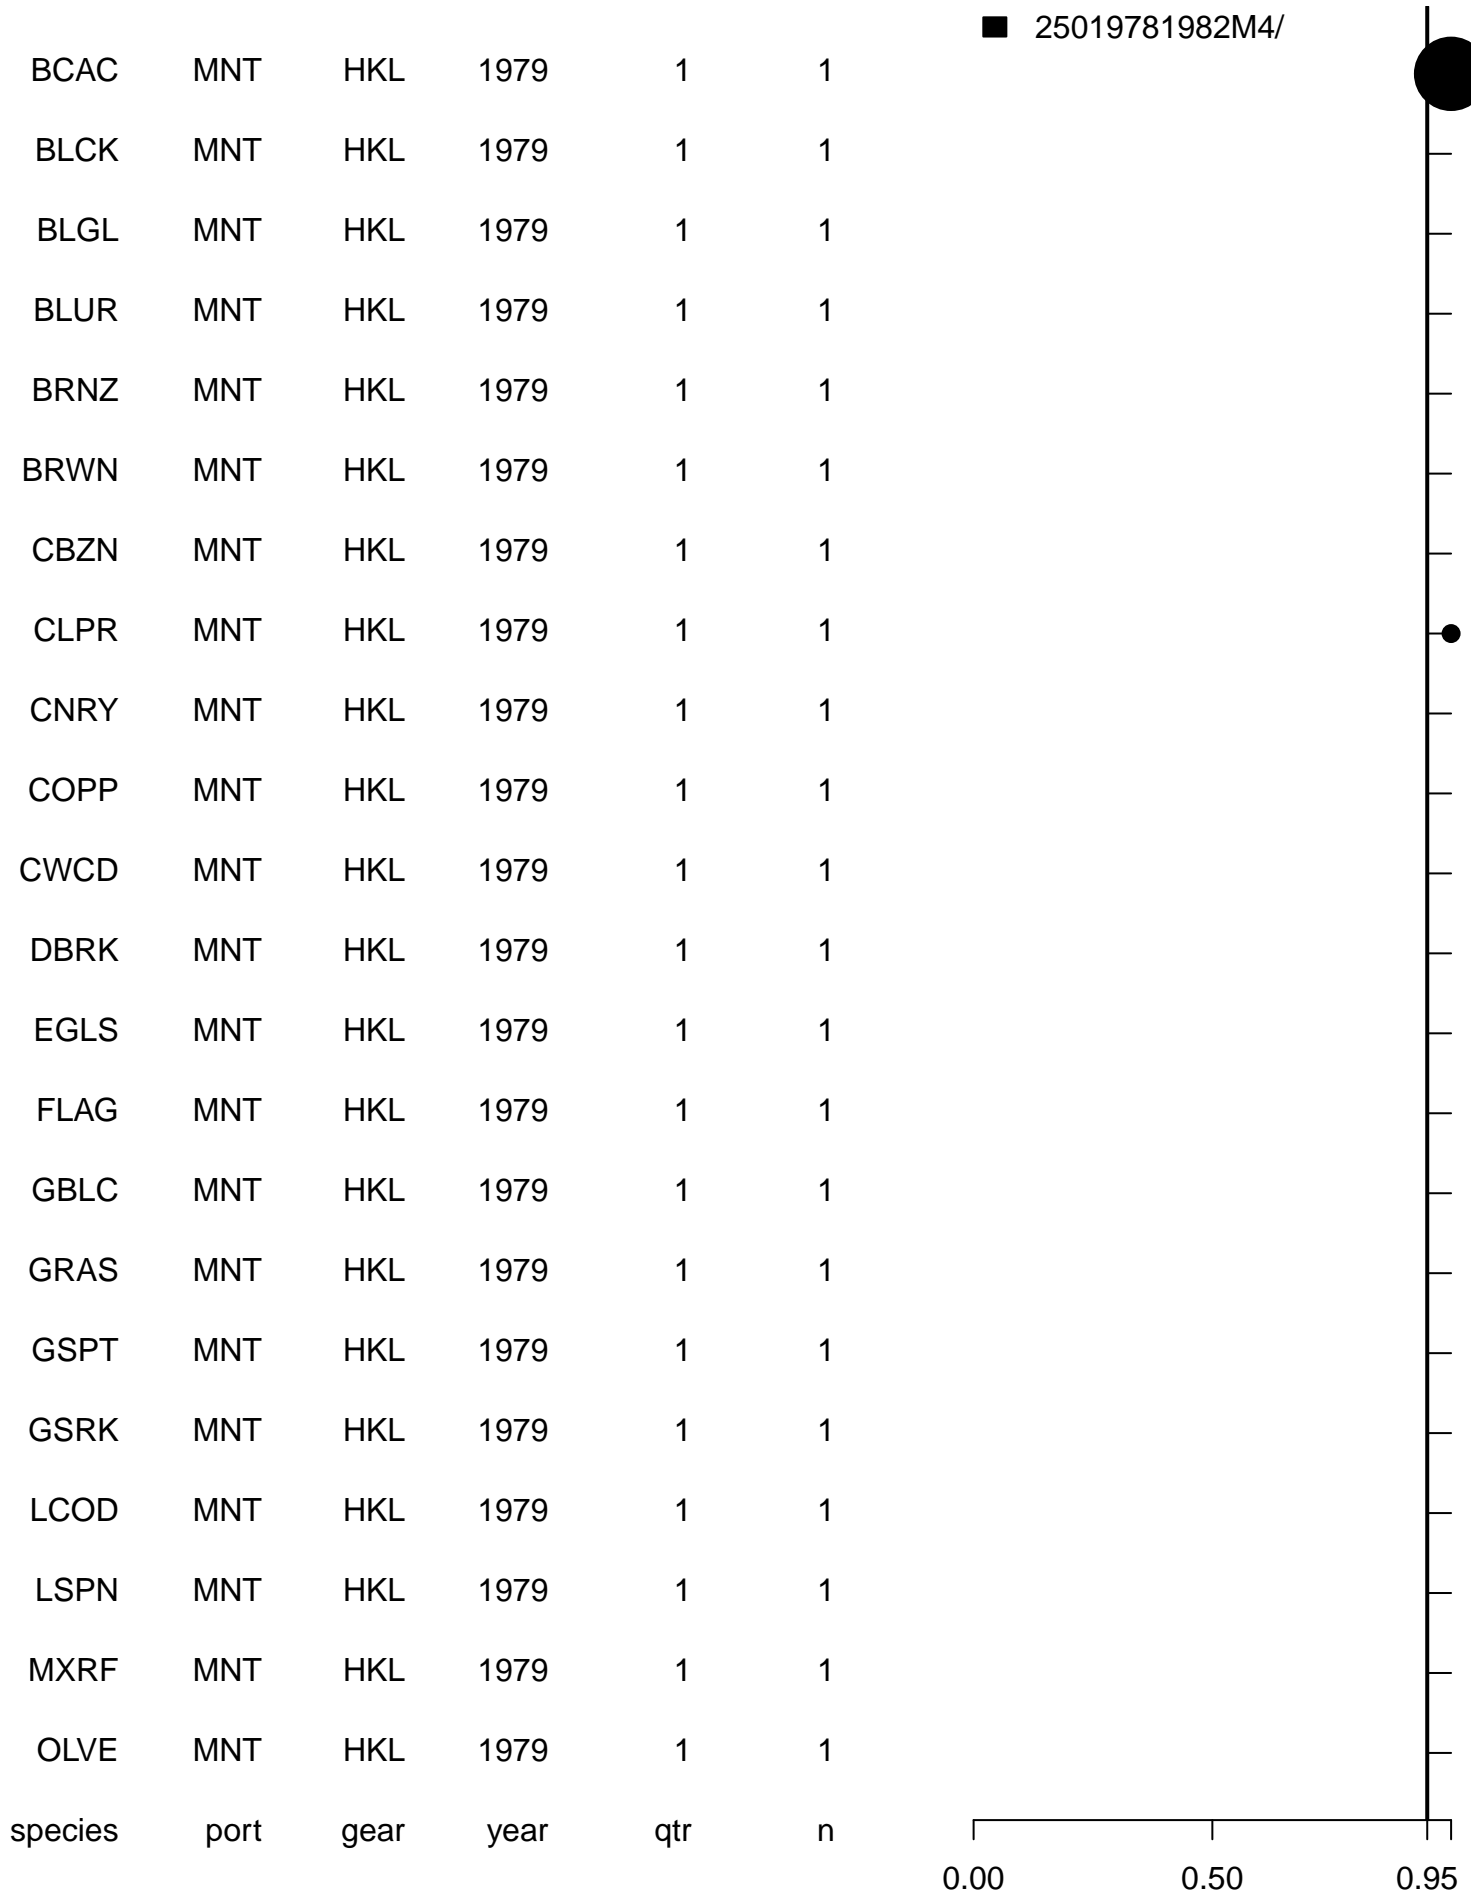 25019781982M4/
BCAC MNT HKL 1979 1 1
BLCK MNT HKL 1979 1 1
BLGL MNT HKL 1979 1 1
BLUR MNT HKL 1979 1 1
BRNZ MNT HKL 1979 1 1
BRWN MNT HKL 1979 1 1
CBZN MNT HKL 1979 1 1
CLPR MNT HKL 1979 1 1
CNRY MNT HKL 1979 1 1
COPP MNT HKL 1979 1 1
CWCD MNT HKL 1979 1 1
DBRK MNT HKL 1979 1 1
EGLS MNT HKL 1979 1 1
FLAG MNT HKL 1979 1 1
GBLC MNT HKL 1979 1 1
GRAS MNT HKL 1979 1 1
GSPT MNT HKL 1979 1 1
GSRK MNT HKL 1979 1 1
LCOD MNT HKL 1979 1 1
LSPN MNT HKL 1979 1 1
MXRF MNT HKL 1979 1 1
OLVE MNT HKL 1979 1 1
species port gear year qtr n
0.00 0.50 0.95